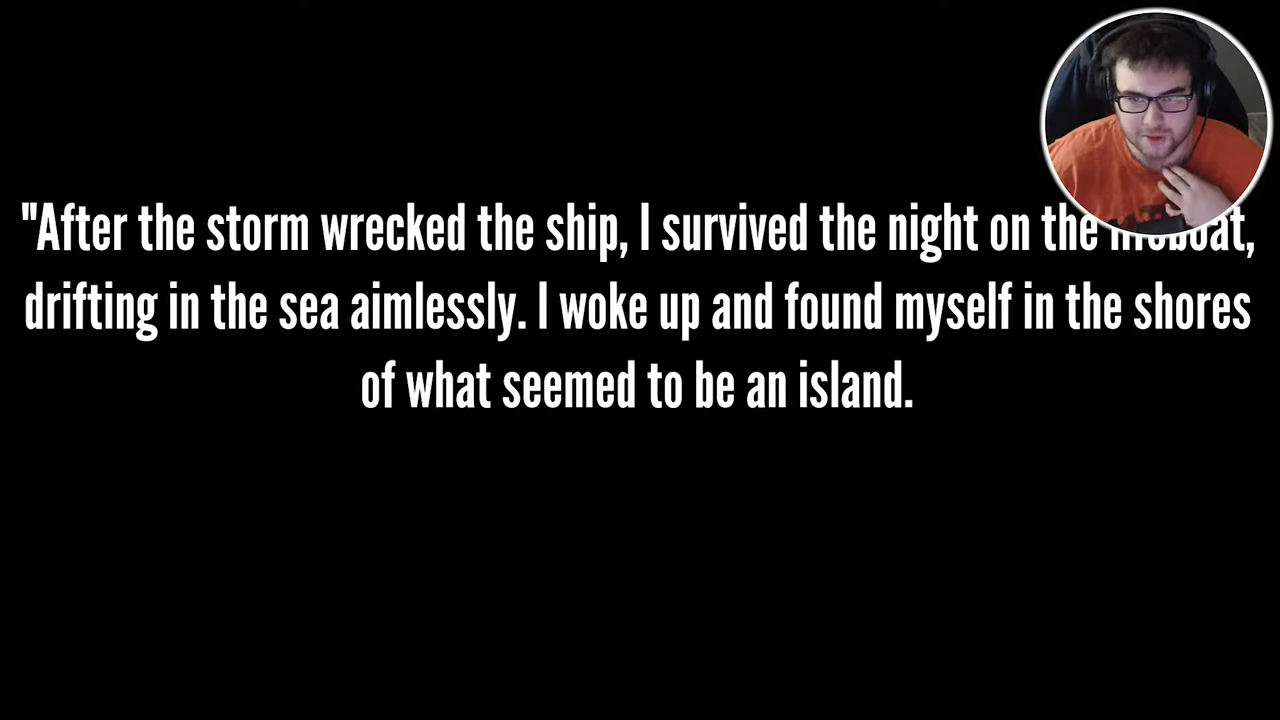 "After the storm wrecked the ship, I survived the night on the lifeboat,
drifting in the sea aimlessly. I woke up and found myself in the shores
of what seemed to be an island.